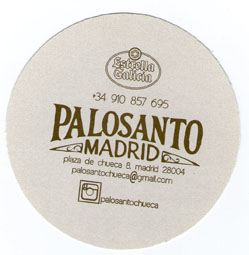 Estrella
Galicia
+34 910 857 695
PALOSANTO
MADRID
plaza de chueca 8, madrid 28004
palosantochueca@gmail.com
palosantochueca